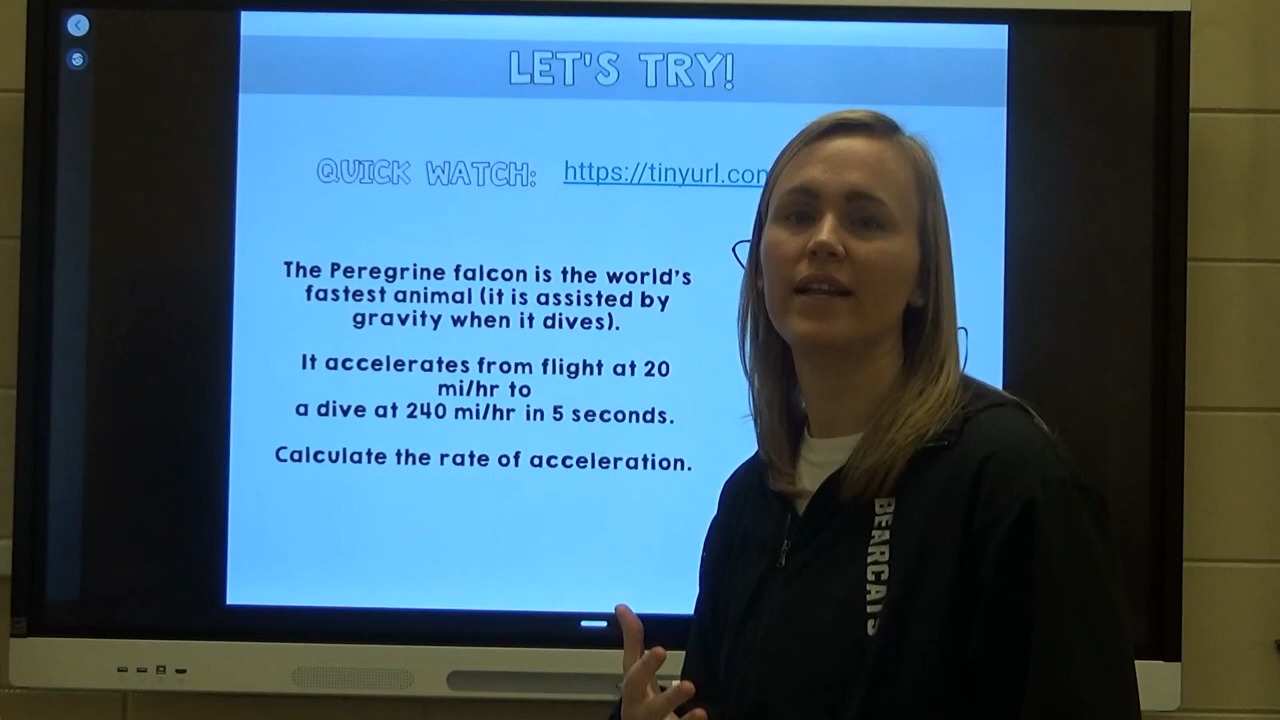 LET'S TRY!
QUICK WATCH: https://tinyurl.com
The Peregrine falcon is the world's
fastest animal (it is assisted by
gravity when it dives).
It accelerates from flight at 20
mi/hr to
a dive at 240 mi/hr in 5 seconds.
Calculate the rate of acceleration.
BEARCATS